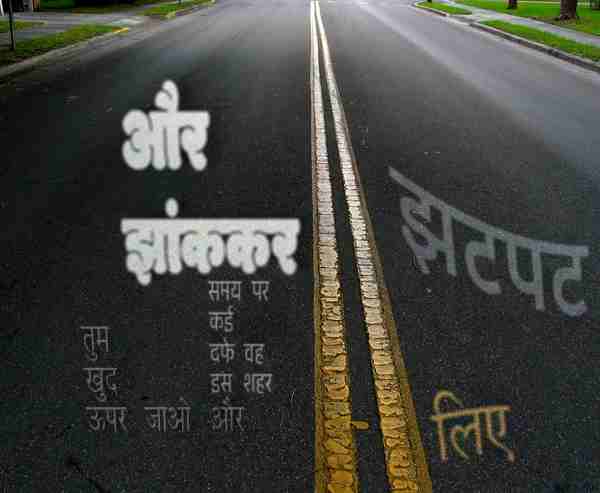 और
झांककर
झटपट
समय पर
कई
दफे वह
इस शहर
तुम
खुद
ऊपर जाओ और
लिए